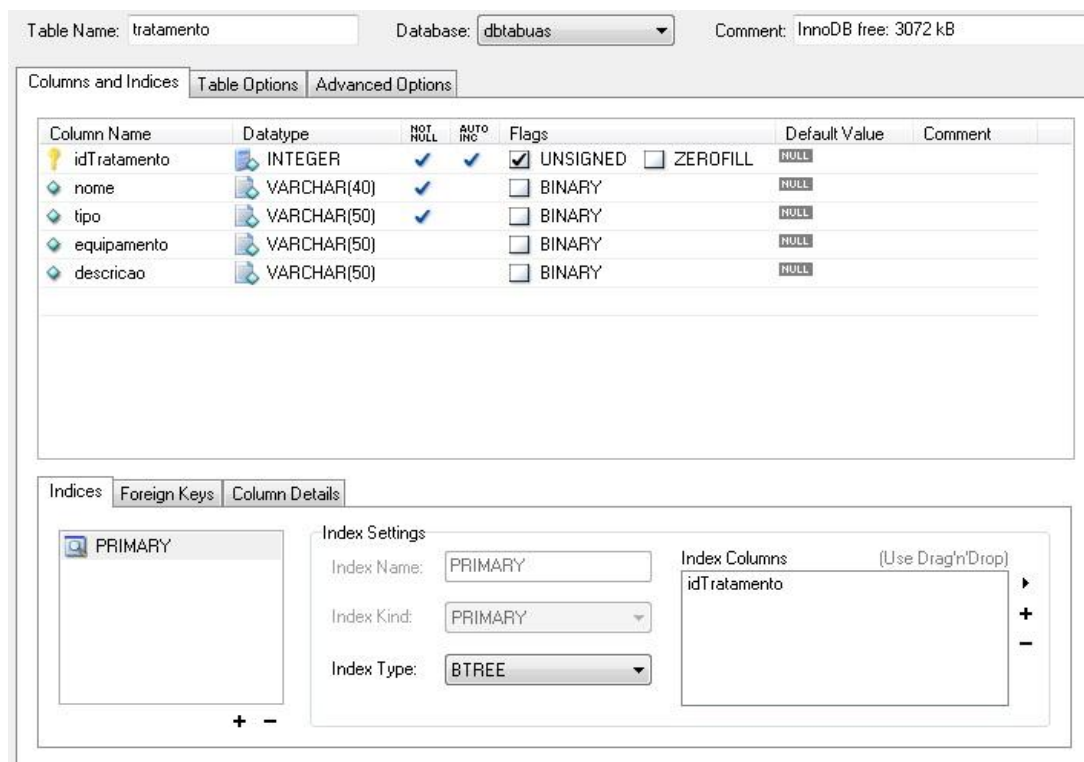 Table Name: tratamento Database: dbtabuas Comment: InnoDB free: 3072 kB
Columns and Indices Table Options Advanced Options
Column Name Datatype NOT NULL AUTO INC Flags Default Value Comment
idTratamento INTEGER UNSIGNED ZEROFILL NULL
nome VARCHAR(40) BINARY NULL
tipo VARCHAR(50) BINARY NULL
equipamento VARCHAR(50) BINARY NULL
descricao VARCHAR(50) BINARY NULL
Indices Foreign Keys Column Details
PRIMARY
Index Settings
Index Name: PRIMARY
Index Kind: PRIMARY
Index Type: BTREE
Index Columns (Use Drag'n'Drop)
idTratamento